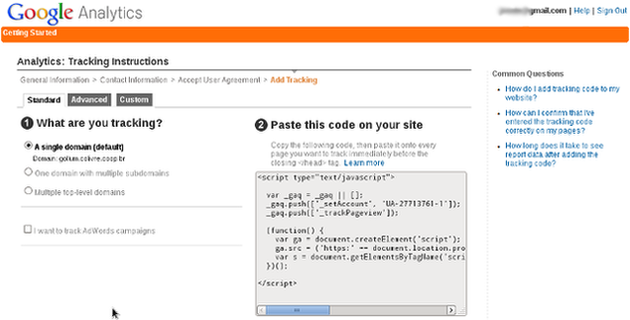 Google Analytics
@gmail.com | Help | Sign Out
Getting Started
Analytics: Tracking Instructions
General Information > Contact Information > Accept User Agreement > Add Tracking
Standard Advanced Custom
1 What are you tracking?
A single domain (default)
Domain: golum.colivre.coop.br
One domain with multiple subdomains
Multiple top-level domains
I want to track AdWords campaigns
2 Paste this code on your site
Copy the following code, then paste it onto every
page you want to track immediately before the
closing </head> tag. Learn more
<script type="text/javascript">
var _gaq = _gaq || [];
_gaq.push(['_setAccount', 'UA-27713761-1']);
_gaq.push(['_trackPageview']);
(function() {
var ga = document.createElement('script');
ga.src = ('https:' == document.location.pro
var s = document.getElementsByTagName('scri
})();
</script>
Common Questions
How do I add tracking code to my
website?
How can I confirm that I've
entered the tracking code
correctly on my pages?
How long does it take to see
report data after adding the
tracking code?